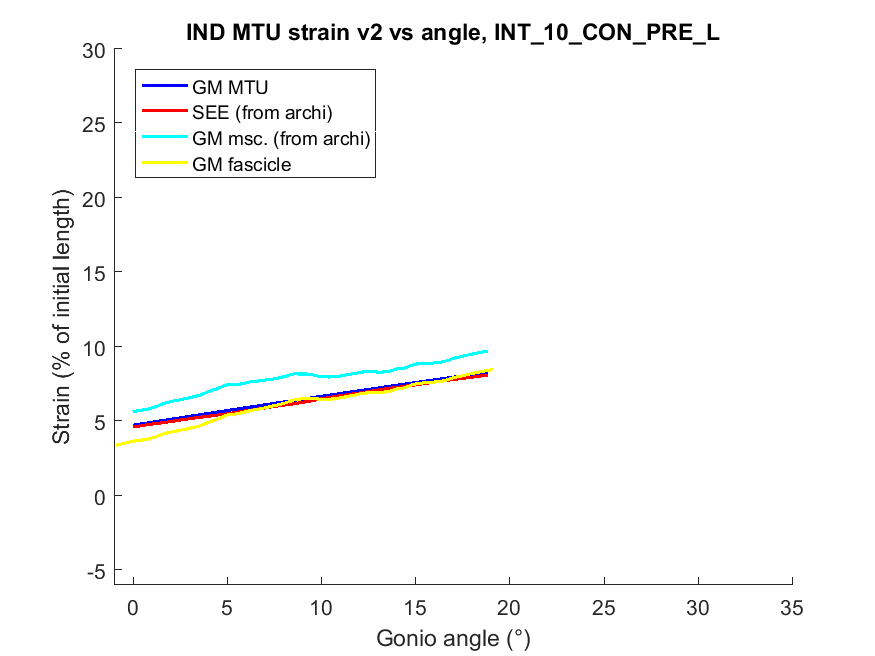 IND MTU strain v2 vs angle, INT_10_CON_PRE_L
30
25
20
15
10
5
0
-5
Strain (% of initial length)
GM MTU
SEE (from archi)
GM msc. (from archi)
GM fascicle
0 5 10 15 20 25 30 35
Gonio angle (°)